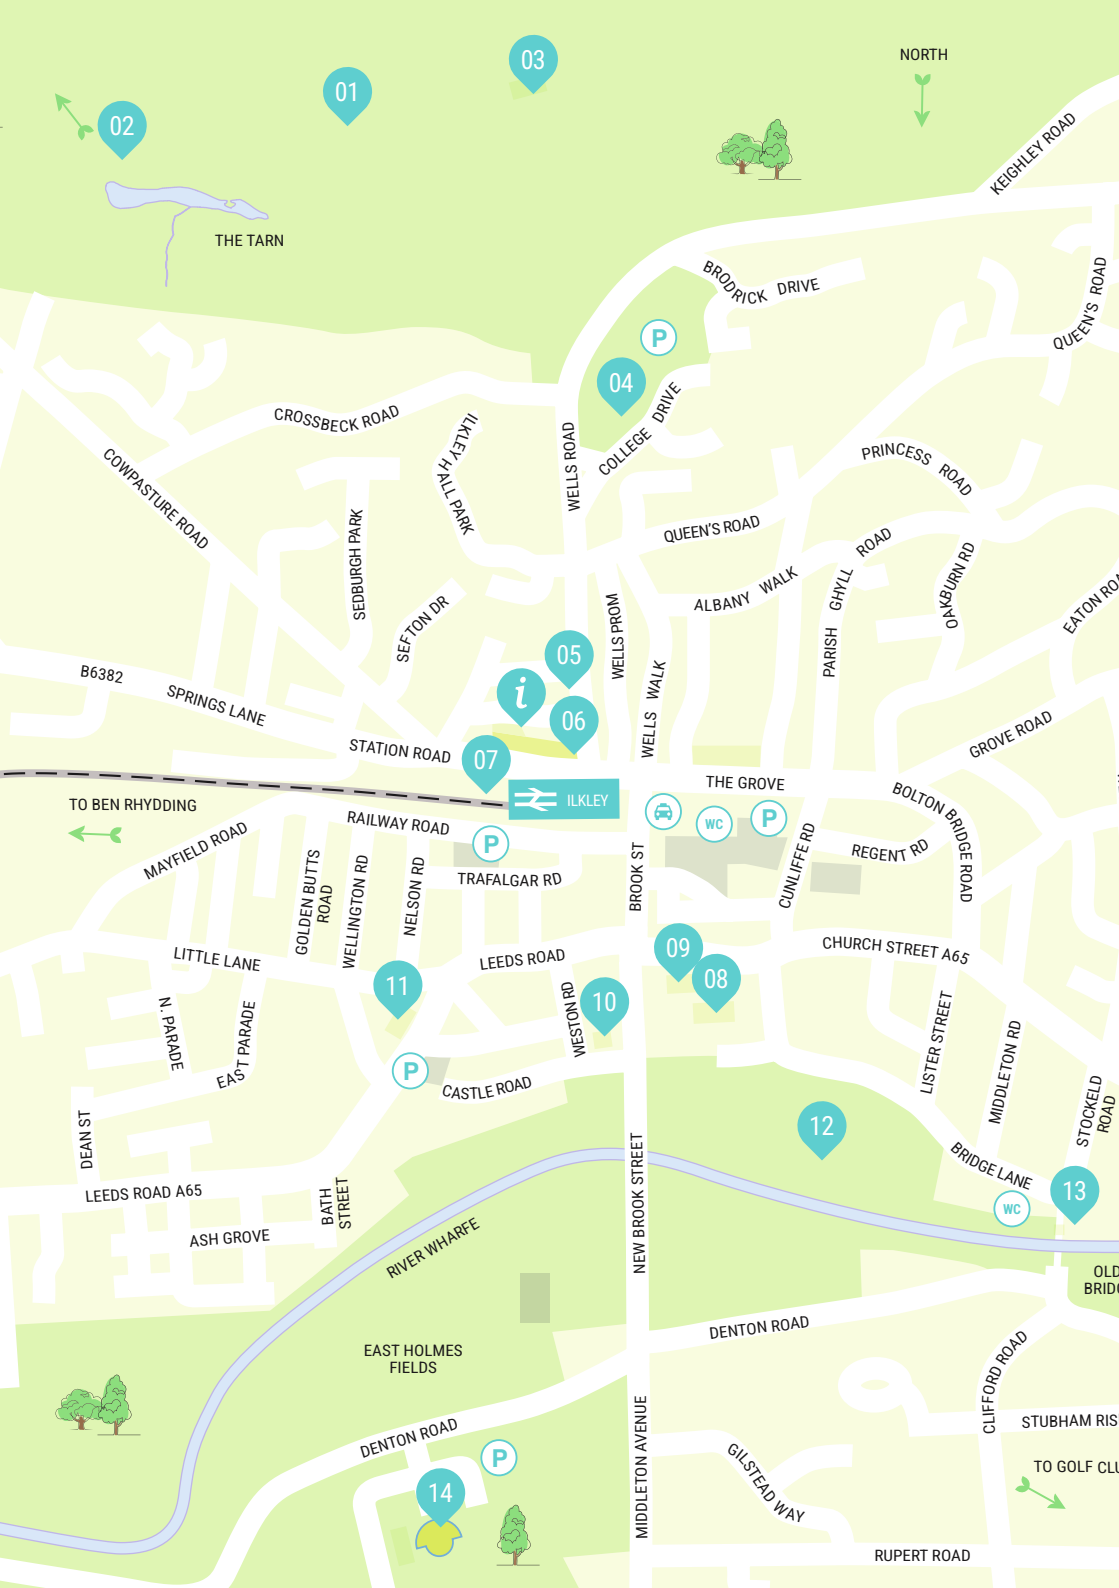 03
NORTH
01
02
KEIGHLEY ROAD
THE TARN
BRODRICK DRIVE
QUEEN'S ROAD
P
04
COLLEGE DRIVE
CROSSBECK ROAD
ILKLEY HALL PARK
WELLS ROAD
PRINCESS ROAD
COWPASTURE ROAD
QUEEN'S ROAD
SEDBURGH PARK
ALBANY WALK
PARISH GHYLL ROAD
OAKBURN RD
SEFTON DR
WELLS PROM
05
B6382
SPRINGS LANE
i
06
WELLS WALK
GROVE ROAD
STATION ROAD
07
THE GROVE
ILKLEY
TO BEN RHYDDING
RAILWAY ROAD
WC
P
BOLTON BRIDGE ROAD
MAYFIELD ROAD
P
REGENT RD
CUNLIFFE RD
BROOK ST
TRAFALGAR RD
GOLDEN BUTTS
ROAD
WELLINGTON RD
NELSON RD
LITTLE LANE
LEEDS ROAD
09
CHURCH STREET A65
11
08
10
N. PARADE
EAST PARADE
WESTON RD
LISTER STREET
MIDDLETON RD
P
CASTLE ROAD
STOCKELD
ROAD
DEAN ST
12
NEW BROOK STREET
BRIDGE LANE
LEEDS ROAD A65
BATH
STREET
13
WC
ASH GROVE
RIVER WHARFE
OLD
DENTON ROAD
EAST HOLMES
FIELDS
CLIFFORD ROAD
DENTON ROAD
MIDDLETON AVENUE
STUBHAM RIS
P
GILSTEAD WAY
TO GOLF CLU
14
RUPERT ROAD